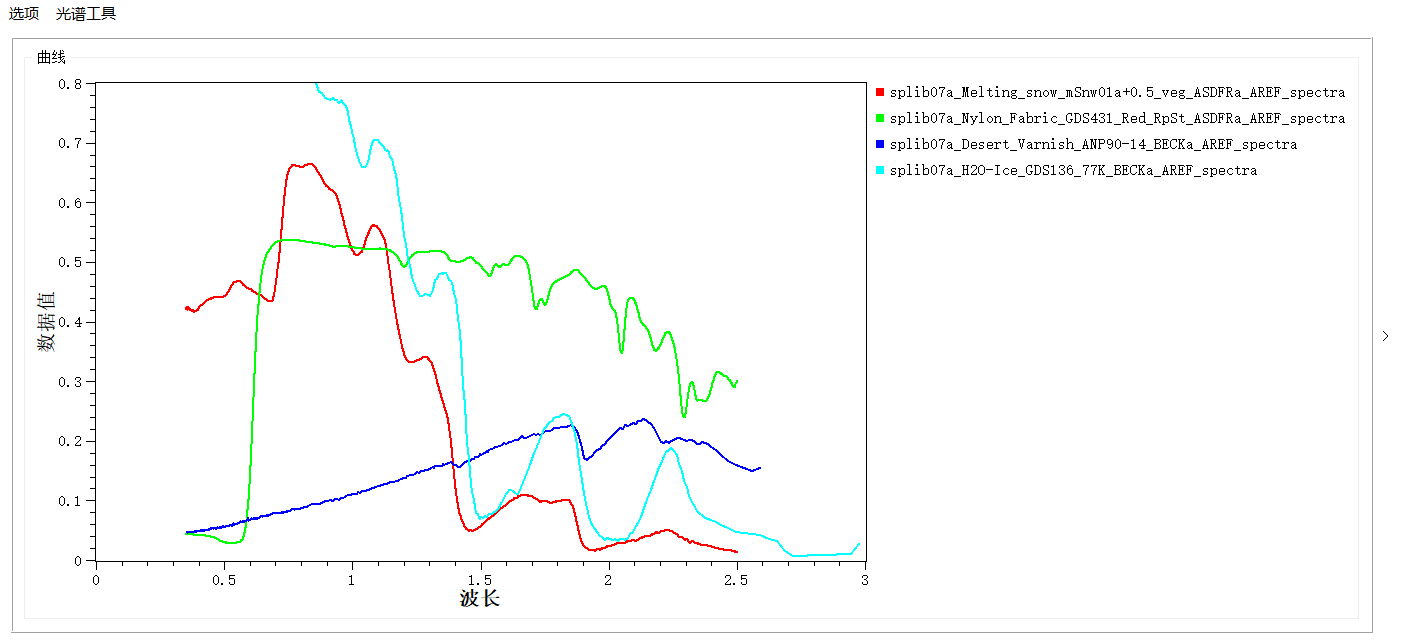 选项 光谱工具
曲线
0.8
0.7
0.6
0.5
0.4
0.3
0.2
0.1
0
数据值
0 0.5 1 1.5 2 2.5 3
波长
splib07a_Melting_snow_mSnw01a+0.5_veg_ASDFRa_AREF_spectra
splib07a_Nylon_Fabric_GDS431_Red_RpSt_ASDFRa_AREF_spectra
splib07a_Desert_Varnish_ANP90-14_BECKa_AREF_spectra
splib07a_H2O-Ice_GDS136_77K_BECKa_AREF_spectra